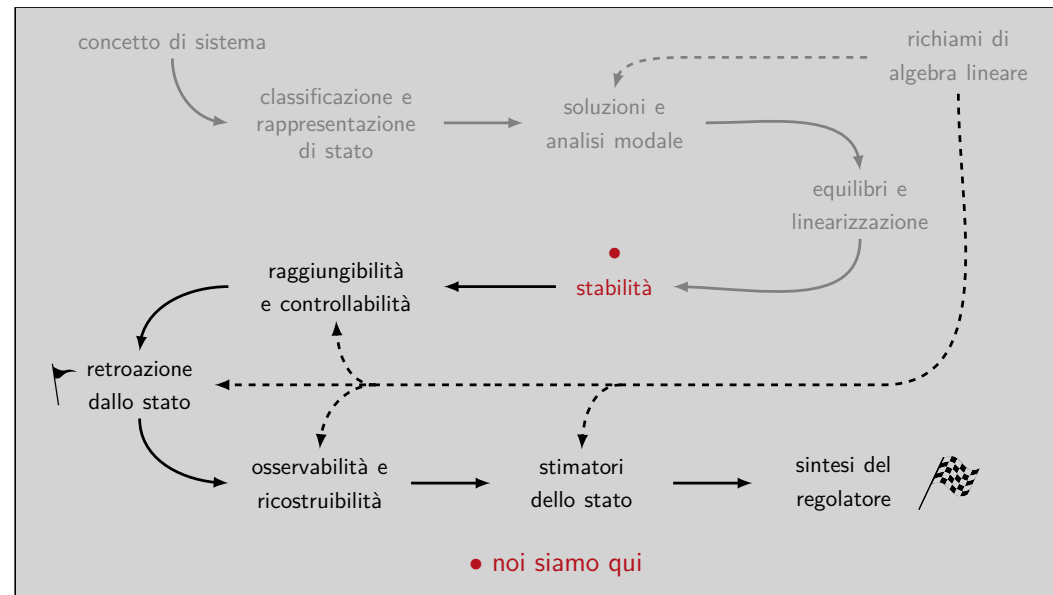 concetto di sistema
richiami di
algebra lineare
classificazione e
rappresentazione
di stato
soluzioni e
analisi modale
equilibri e
linearizzazione
raggiungibilità
e controllabilità
stabilità
retroazione
dallo stato
osservabilità e
ricostruibilità
stimatori
dello stato
sintesi del
regolatore
• noi siamo qui